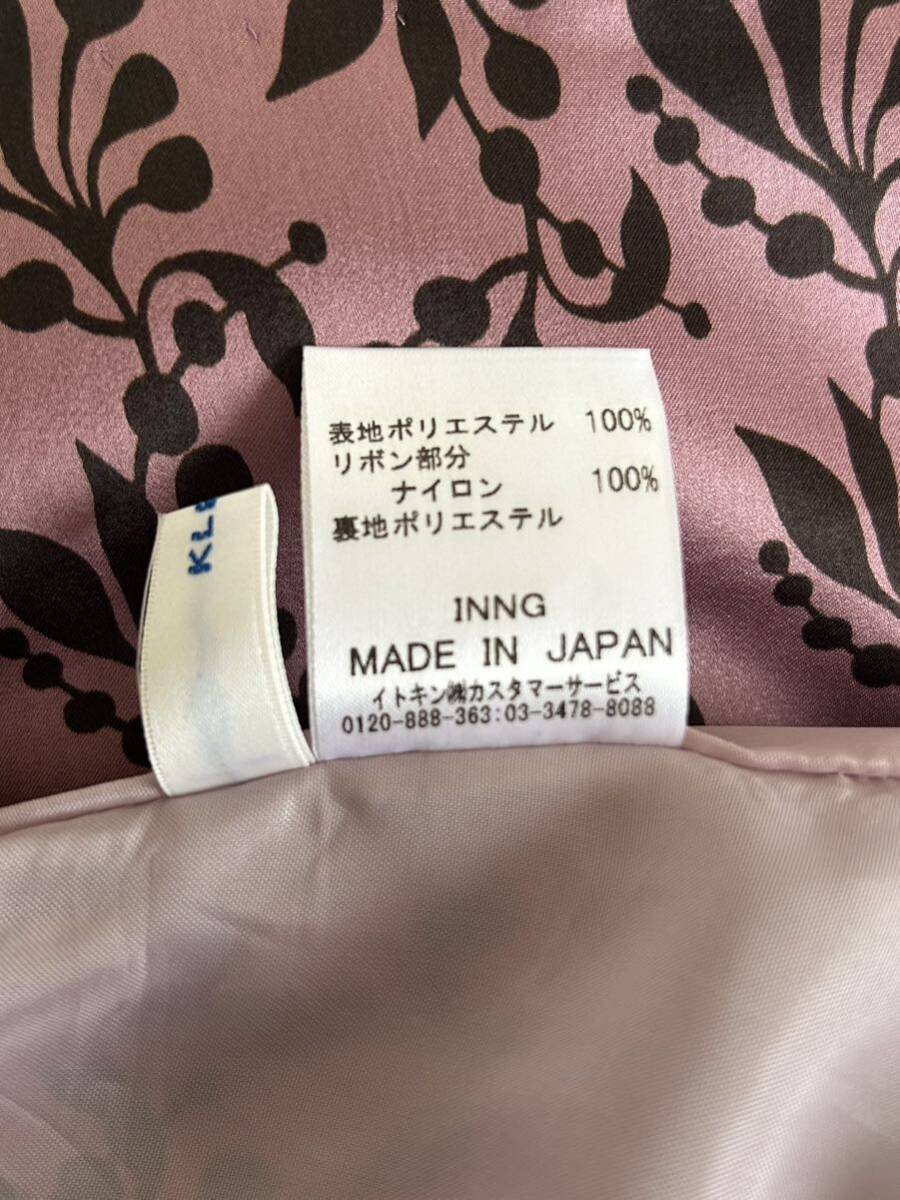 表地ポリエステル 100%
リボン部分
ナイロン 100%
裏地ポリエステル
INNG
MADE IN JAPAN
イトキン㈱カスタマーサービス
0120-888-363:03-3478-8088